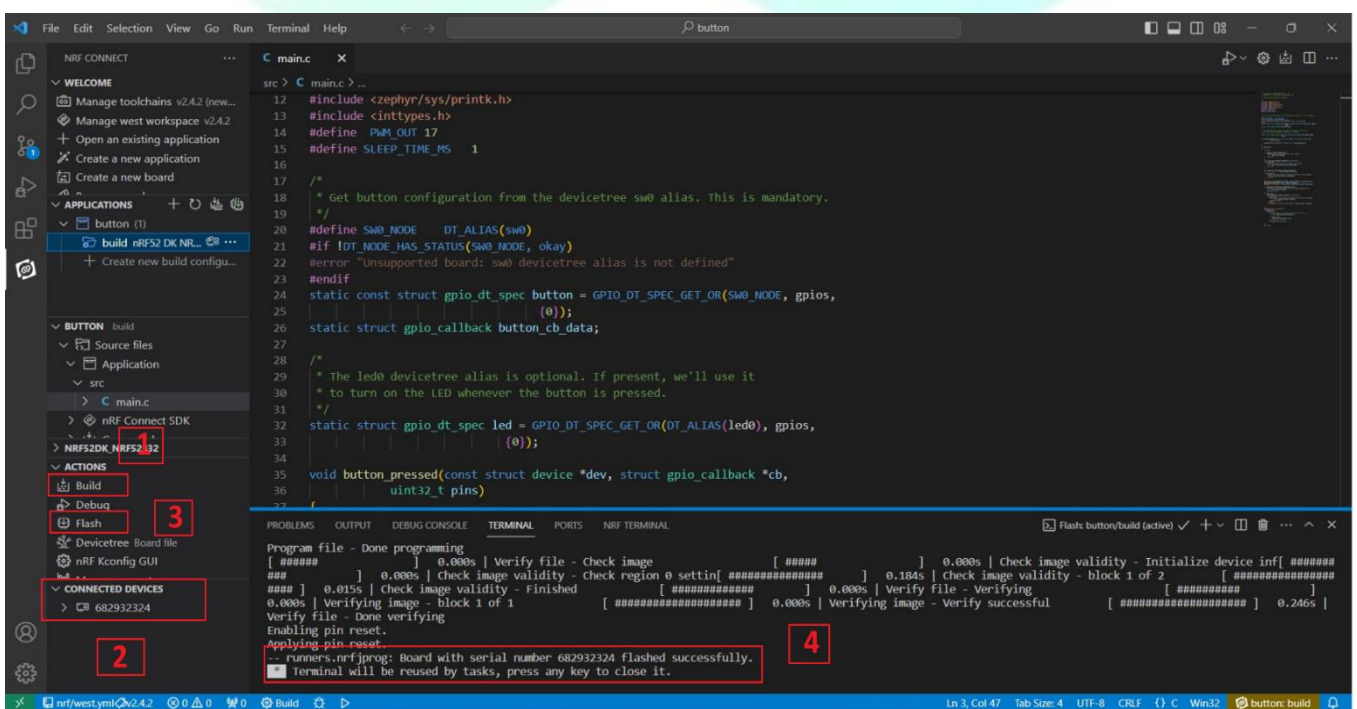 File Edit Selection View Go Run Terminal Help
button
NRF CONNECT
WELCOME
Manage toolchains v2.4.2 (new...
Manage west workspace v2.4.2
Open an existing application
Create a new application
Create a new board
APPLICATIONS
button (1)
build nRF52 DK NR...
Create new build configu...
BUTTON build
Source files
Application
src
C main.c
nRF Connect SDK
1
NRF52DK_NRF52 32
ACTIONS
Build
Debug
Flash
3
Devicetree Board file
nRF Kconfig GUI
CONNECTED DEVICES
682932324
2
C main.c
src > C main.c > ...
12 #include <zephyr/sys/printk.h>
13 #include <inttypes.h>
14 #define PWM_OUT 17
15 #define SLEEP_TIME_MS 1
16
17 /*
18 * Get button configuration from the devicetree sw0 alias. This is mandatory.
19 */
20 #define SW0_NODE DT_ALIAS(sw0)
21 #if !DT_NODE_HAS_STATUS(SW0_NODE, okay)
22 #error "Unsupported board: sw0 devicetree alias is not defined"
23 #endif
24 static const struct gpio_dt_spec button = GPIO_DT_SPEC_GET_OR(SW0_NODE, gpios,
25 {0});
26 static struct gpio_callback button_cb_data;
27
28 /*
29 * The led0 devicetree alias is optional. If present, we'll use it
30 * to turn on the LED whenever the button is pressed.
31 */
32 static struct gpio_dt_spec led = GPIO_DT_SPEC_GET_OR(DT_ALIAS(led0), gpios,
33 {0});
34
35 void button_pressed(const struct device *dev, struct gpio_callback *cb,
36 uint32_t pins)
37 {
PROBLEMS OUTPUT DEBUG CONSOLE TERMINAL PORTS NRF TERMINAL
Flash: button/build (active)
Program file - Done programming
[ ###### ] 0.000s | Verify file - Check image [ ##### ] 0.000s | Check image validity - Initialize device inf[ #######
### ] 0.000s | Check image validity - Check region 0 settin[ ############### ] 0.184s | Check image validity - block 1 of 2 [ ################
#### ] 0.015s | Check image validity - Finished [ ############# ] 0.000s | Verify file - Verifying [ ########## ]
0.000s | Verifying image - block 1 of 1 [ ##################### ] 0.000s | Verifying image - Verify successful [ ##################### ] 0.246s |
Verify file - Done verifying
Enabling pin reset.
Applying pin reset.
-- runners.nrfjprog: Board with serial number 682932324 flashed successfully.
* Terminal will be reused by tasks, press any key to close it.
4
nrf/west.yml v2.4.2 0 0 0 Build
Ln 3, Col 47 Tab Size: 4 UTF-8 CRLF {} C Win32 button: build